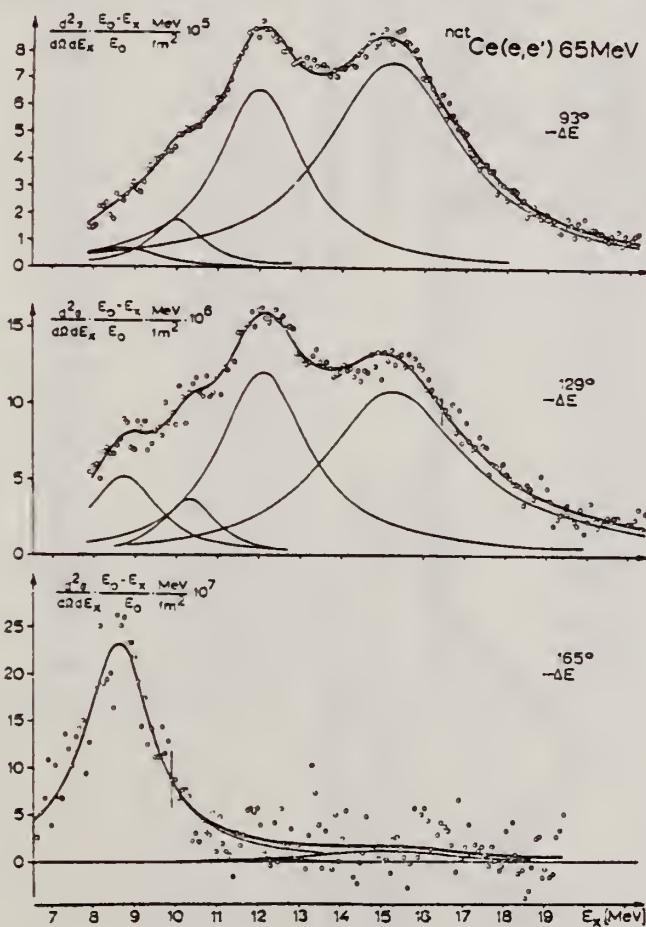 d²σ/dΩdEₓ · E₀-Eₓ/E₀ · MeV/fm² 10⁵
ⁿᵃᵗCe(e,e') 65MeV
93°
–ΔE
8
7
6
5
4
3
2
1
0
d²σ/dΩdEₓ · E₀-Eₓ/E₀ · MeV/fm² · 10⁶
129°
–ΔE
15
10
5
0
d²σ/dΩdEₓ · E₀-Eₓ/E₀ · MeV/fm² 10⁷
165°
–ΔE
25
20
15
10
5
0
7 8 9 10 11 12 13 14 15 16 17 18 19 Eₓ[MeV]